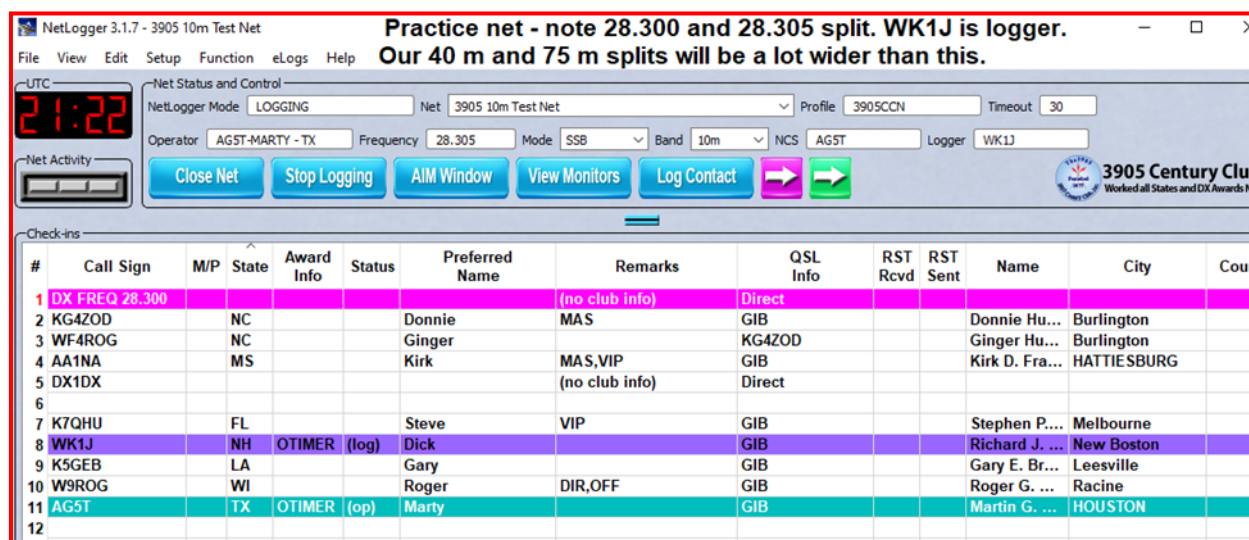 NetLogger 3.1.7 - 3905 10m Test Net
Practice net - note 28.300 and 28.305 split. WK1J is logger.
Our 40 m and 75 m splits will be a lot wider than this.
File View Edit Setup Function eLogs Help
UTC
21:22
Net Status and Control
NetLogger Mode LOGGING Net 3905 10m Test Net Profile 3905CCN Timeout 30
Operator AG5T-MARTY - TX Frequency 28.305 Mode SSB Band 10m NCS AG5T Logger WK1J
Net Activity
Close Net Stop Logging AIM Window View Monitors Log Contact
3905 Century Clu
Worked all States and DX Awards N
Check-ins
# Call Sign M/P State Award Info Status Preferred Name Remarks QSL Info RST Rcvd RST Sent Name City Cou
1 DX FREQ 28.300 (no club info) Direct
2 KG4ZOD NC Donnie MAS GIB Donnie Hu... Burlington
3 WF4ROG NC Ginger KG4ZOD Ginger Hu... Burlington
4 AA1NA MS Kirk MAS,VIP GIB Kirk D. Fra... HATTIESBURG
5 DX1DX (no club info) Direct
6
7 K7QHU FL Steve VIP GIB Stephen P.... Melbourne
8 WK1J NH OTIMER (log) Dick GIB Richard J. ... New Boston
9 K5GEB LA Gary GIB Gary E. Br... Leesville
10 W9ROG WI Roger DIR,OFF GIB Roger G. ... Racine
11 AG5T TX OTIMER (op) Marty GIB Martin G. ... HOUSTON
12